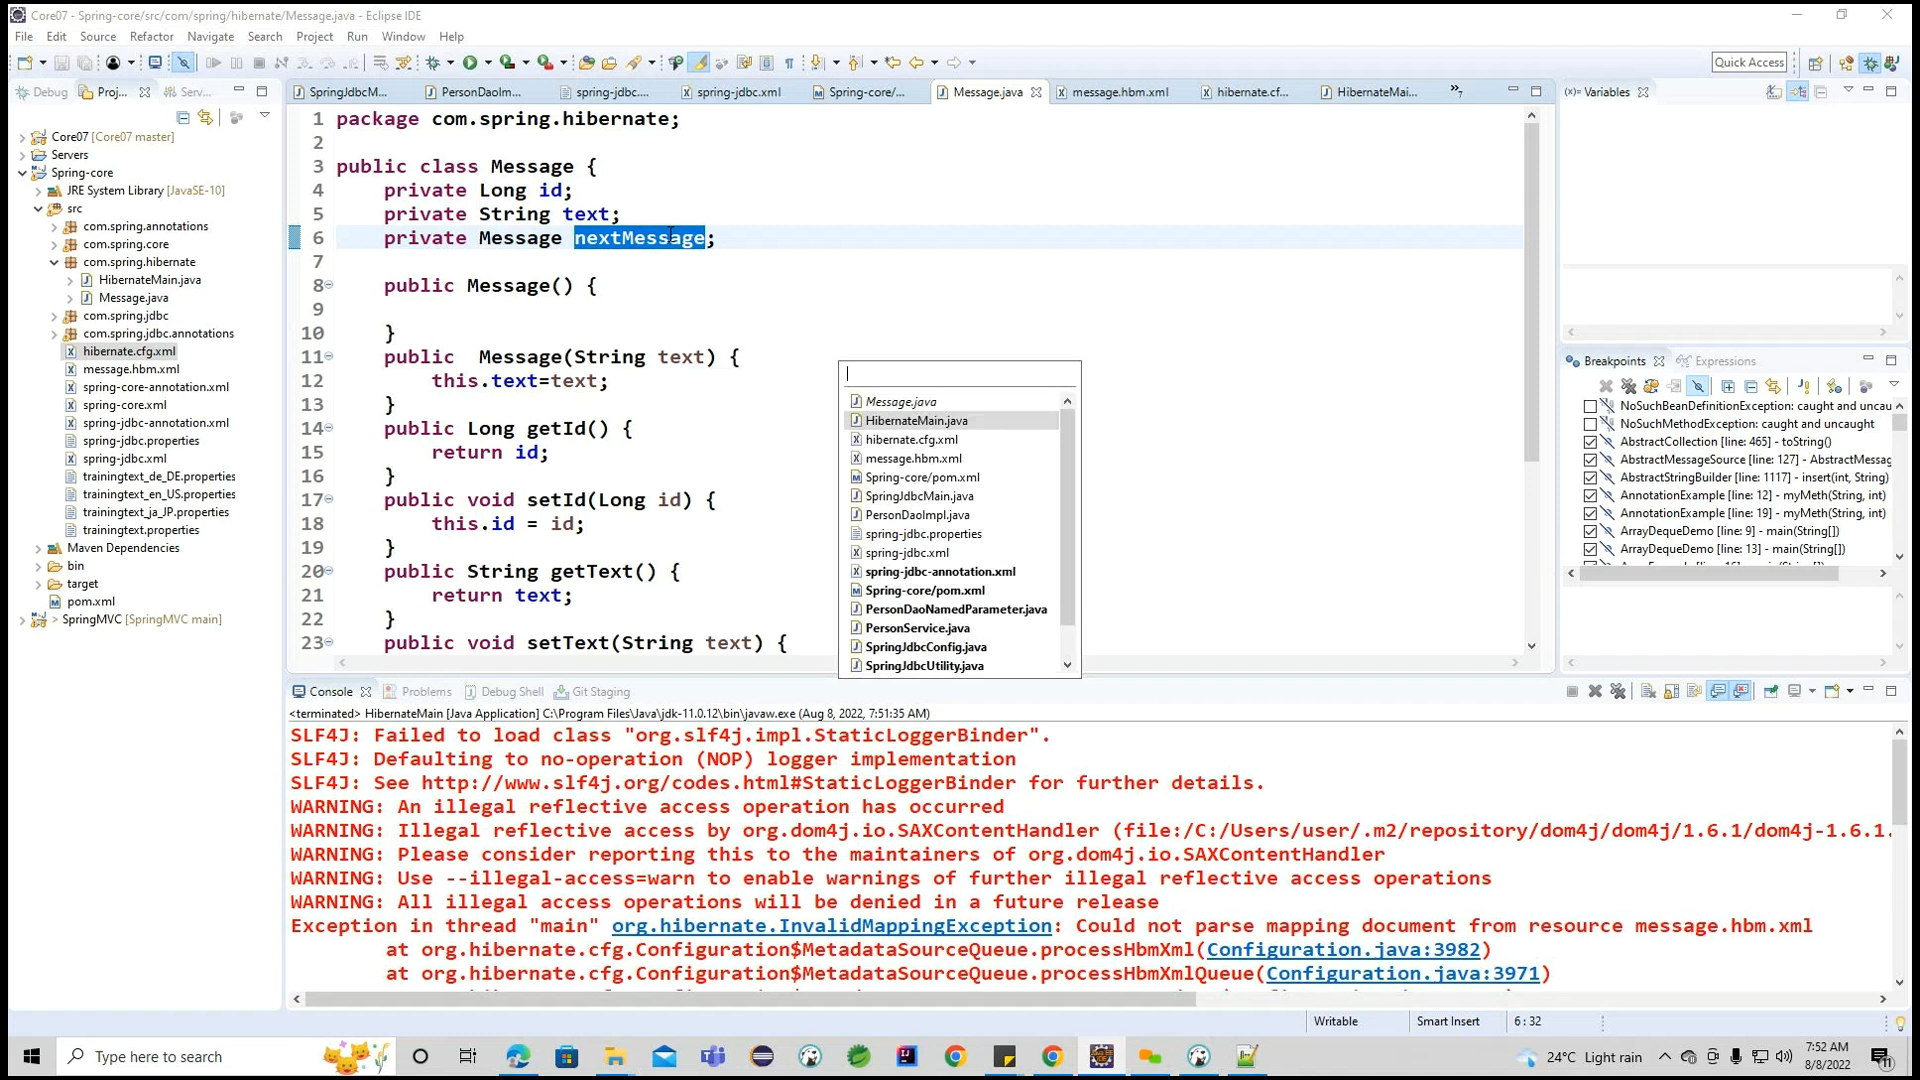 Core07 - Spring-core/src/com/spring/hibernate/Message.java - Eclipse IDE
File Edit Source Refactor Navigate Search Project Run Window Help
Quick Access
Debug Proj... Serv...
SpringJdbcM... PersonDaoIm... spring-jdbc.... spring-jdbc.xml Spring-core/... Message.java message.hbm.xml hibernate.cf... HibernateMai... »7
(x)= Variables
Core07 [Core07 master]
Servers
Spring-core
JRE System Library [JavaSE-10]
src
com.spring.annotations
com.spring.core
com.spring.hibernate
HibernateMain.java
Message.java
com.spring.jdbc
com.spring.jdbc.annotations
hibernate.cfg.xml
message.hbm.xml
spring-core-annotation.xml
spring-core.xml
spring-jdbc-annotation.xml
spring-jdbc.properties
spring-jdbc.xml
trainingtext_de_DE.properties
trainingtext_en_US.properties
trainingtext_ja_JP.properties
trainingtext.properties
Maven Dependencies
bin
target
pom.xml
> SpringMVC [SpringMVC main]
1 package com.spring.hibernate;
2
3 public class Message {
4 private Long id;
5 private String text;
6 private Message nextMessage;
7
8 public Message() {
9
10 }
11 public  Message(String text) {
12 this.text=text;
13 }
14 public Long getId() {
15 return id;
16 }
17 public void setId(Long id) {
18 this.id = id;
19 }
20 public String getText() {
21 return text;
22 }
23 public void setText(String text) {
Message.java
HibernateMain.java
hibernate.cfg.xml
message.hbm.xml
Spring-core/pom.xml
SpringJdbcMain.java
PersonDaoImpl.java
spring-jdbc.properties
spring-jdbc.xml
spring-jdbc-annotation.xml
Spring-core/pom.xml
PersonDaoNamedParameter.java
PersonService.java
SpringJdbcConfig.java
SpringJdbcUtility.java
Breakpoints Expressions
NoSuchBeanDefinitionException: caught and uncau
NoSuchMethodException: caught and uncaught
AbstractCollection [line: 465] - toString()
AbstractMessageSource [line: 127] - AbstractMessag
AbstractStringBuilder [line: 1117] - insert(int, String)
AnnotationExample [line: 12] - myMeth(String, int)
AnnotationExample [line: 19] - myMeth(String, int)
ArrayDequeDemo [line: 9] - main(String[])
ArrayDequeDemo [line: 13] - main(String[])
Console Problems Debug Shell Git Staging
<terminated> HibernateMain [Java Application] C:\Program Files\Java\jdk-11.0.12\bin\javaw.exe (Aug 8, 2022, 7:51:35 AM)
SLF4J: Failed to load class "org.slf4j.impl.StaticLoggerBinder".
SLF4J: Defaulting to no-operation (NOP) logger implementation
SLF4J: See http://www.slf4j.org/codes.html#StaticLoggerBinder for further details.
WARNING: An illegal reflective access operation has occurred
WARNING: Illegal reflective access by org.dom4j.io.SAXContentHandler (file:/C:/Users/user/.m2/repository/dom4j/dom4j/1.6.1/dom4j-1.6.1.
WARNING: Please consider reporting this to the maintainers of org.dom4j.io.SAXContentHandler
WARNING: Use --illegal-access=warn to enable warnings of further illegal reflective access operations
WARNING: All illegal access operations will be denied in a future release
Exception in thread "main" org.hibernate.InvalidMappingException: Could not parse mapping document from resource message.hbm.xml
at org.hibernate.cfg.Configuration$MetadataSourceQueue.processHbmXml(Configuration.java:3982)
at org.hibernate.cfg.Configuration$MetadataSourceQueue.processHbmXmlQueue(Configuration.java:3971)
Writable Smart Insert 6 : 32
Type here to search
24°C Light rain
7:52 AM
8/8/2022
11